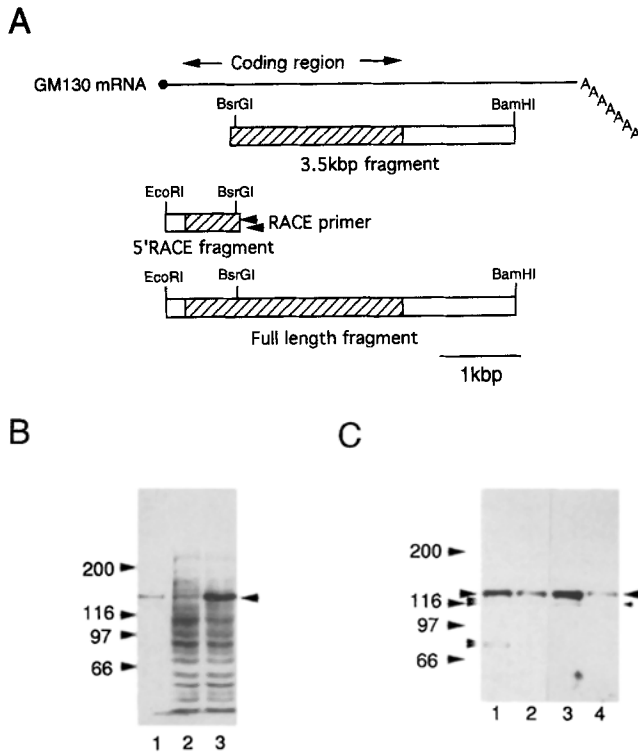 A
Coding region
GM130 mRNA
AAAAAAA
BsrGI BamHI
3.5kbp fragment
EcoRI BsrGI
RACE primer
5'RACE fragment
EcoRI BsrGI BamHI
Full length fragment
1kbp
B
200
116
97
66
1 2 3
C
200
116
97
66
1 2 3 4